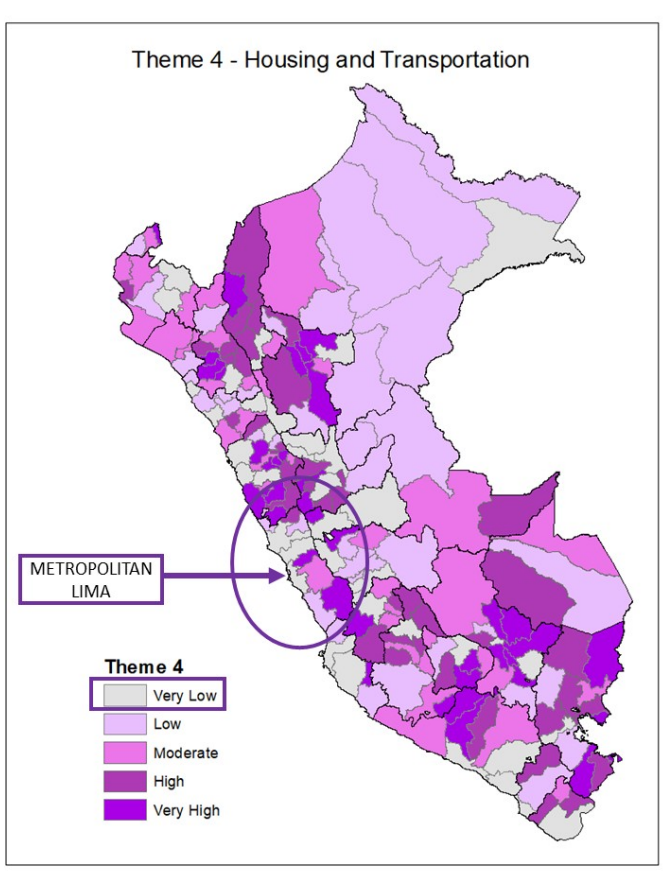 Theme 4 - Housing and Transportation
METROPOLITAN
LIMA
Theme 4
Very Low
Low
Moderate
High
Very High